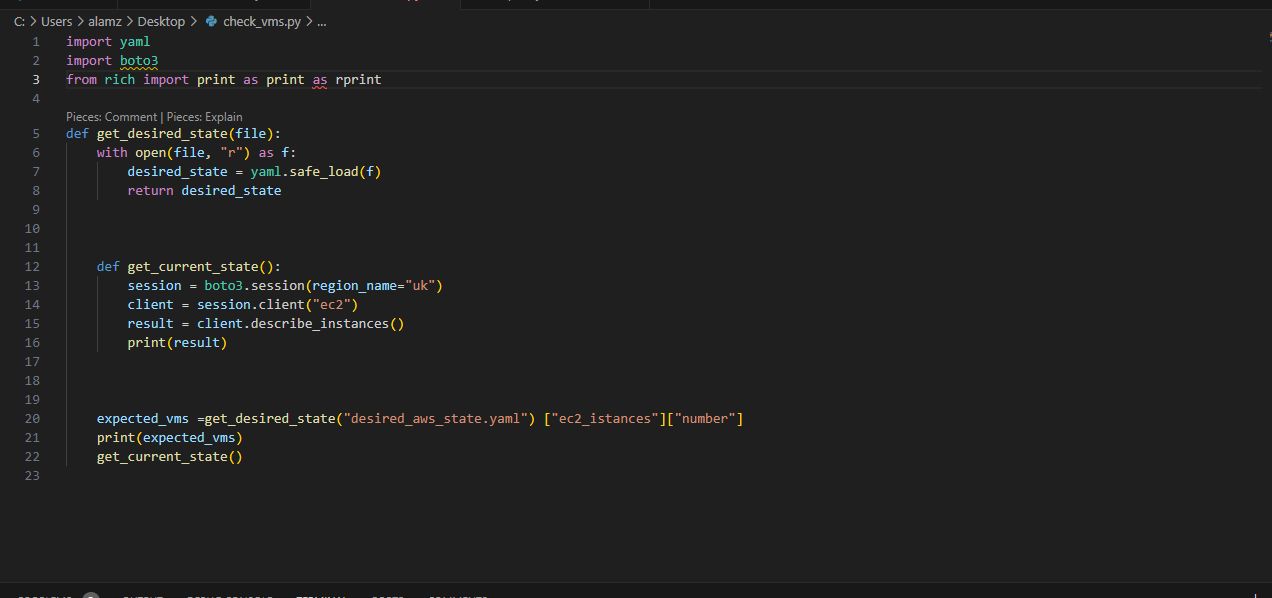 C: > Users > alamz > Desktop > check_vms.py > ...
1 import yaml
2 import boto3
3 from rich import print as print as rprint
4
Pieces: Comment | Pieces: Explain
5 def get_desired_state(file):
6     with open(file, "r") as f:
7         desired_state = yaml.safe_load(f)
8         return desired_state
9
10
11
12     def get_current_state():
13         session = boto3.session(region_name="uk")
14         client = session.client("ec2")
15         result = client.describe_instances()
16         print(result)
17
18
19
20     expected_vms =get_desired_state("desired_aws_state.yaml") ["ec2_istances"]["number"]
21     print(expected_vms)
22     get_current_state()
23